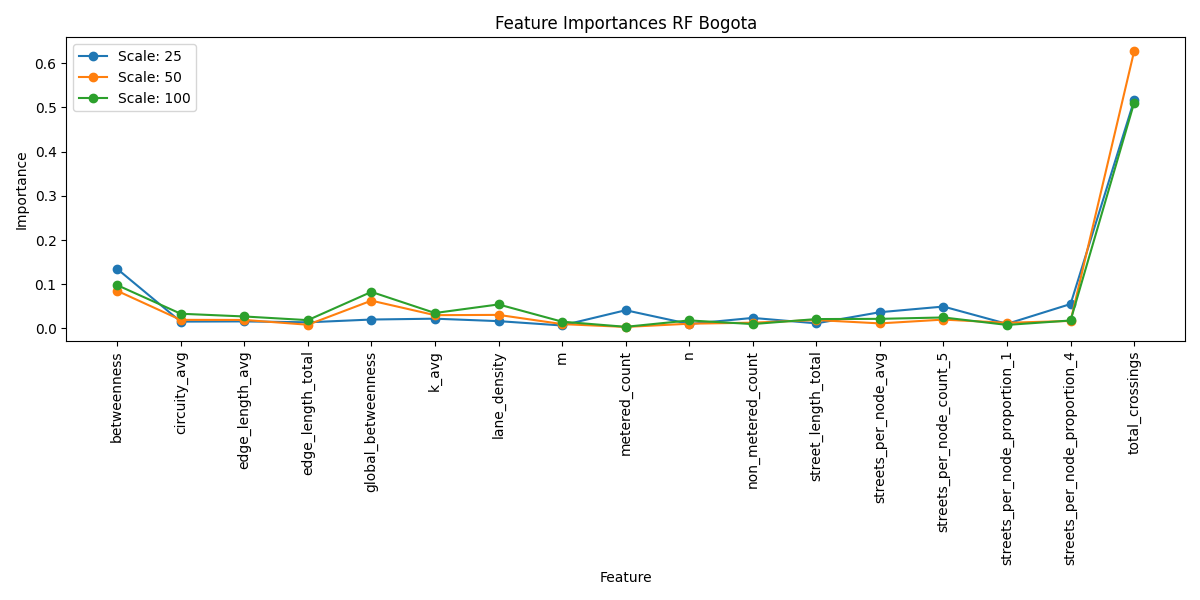 Feature Importances RF Bogota
Scale: 25
Scale: 50
Scale: 100
Importance
0.6
0.5
0.4
0.3
0.2
0.1
0.0
betweenness
circuity_avg
edge_length_avg
edge_length_total
global_betweenness
k_avg
lane_density
m
metered_count
n
non_metered_count
street_length_total
streets_per_node_avg
streets_per_node_count_5
streets_per_node_proportion_1
streets_per_node_proportion_4
total_crossings
Feature